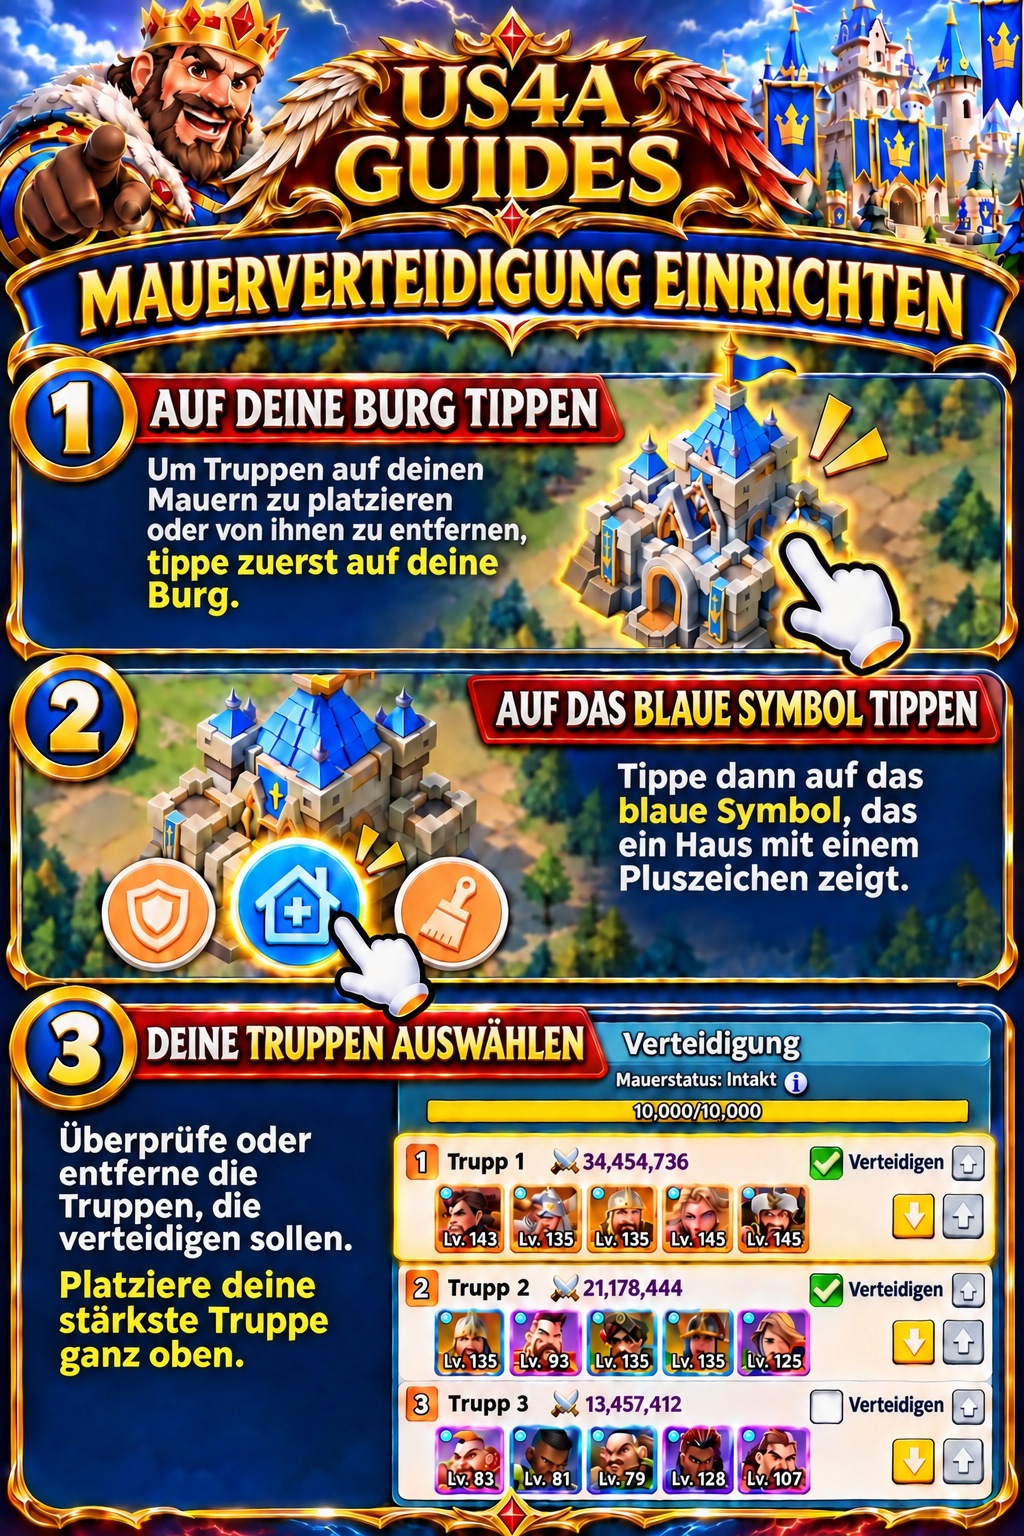 US4A
GUIDES
MAUERVERTEIDIGUNG EINRICHTEN
1
AUF DEINE BURG TIPPEN
Um Truppen auf deinen
Mauern zu platzieren
oder von ihnen zu entfernen,
tippe zuerst auf deine
Burg.
2
AUF DAS BLAUE SYMBOL TIPPEN
Tippe dann auf das
blaue Symbol, das
ein Haus mit einem
Pluszeichen zeigt.
3
DEINE TRUPPEN AUSWÄHLEN
Überprüfe oder
entferne die
Truppen, die
verteidigen sollen.
Platziere deine
stärkste Truppe
ganz oben.
Verteidigung
Mauerstatus: Intakt i
10,000/10,000
1 Trupp 1 34,454,736 Verteidigen
Lv. 143 Lv. 135 Lv. 135 Lv. 145 Lv. 145
2 Trupp 2 21,178,444 Verteidigen
Lv. 135 Lv. 93 Lv. 135 Lv. 135 Lv. 125
3 Trupp 3 13,457,412 Verteidigen
Lv. 83 Lv. 81 Lv. 79 Lv. 128 Lv. 107